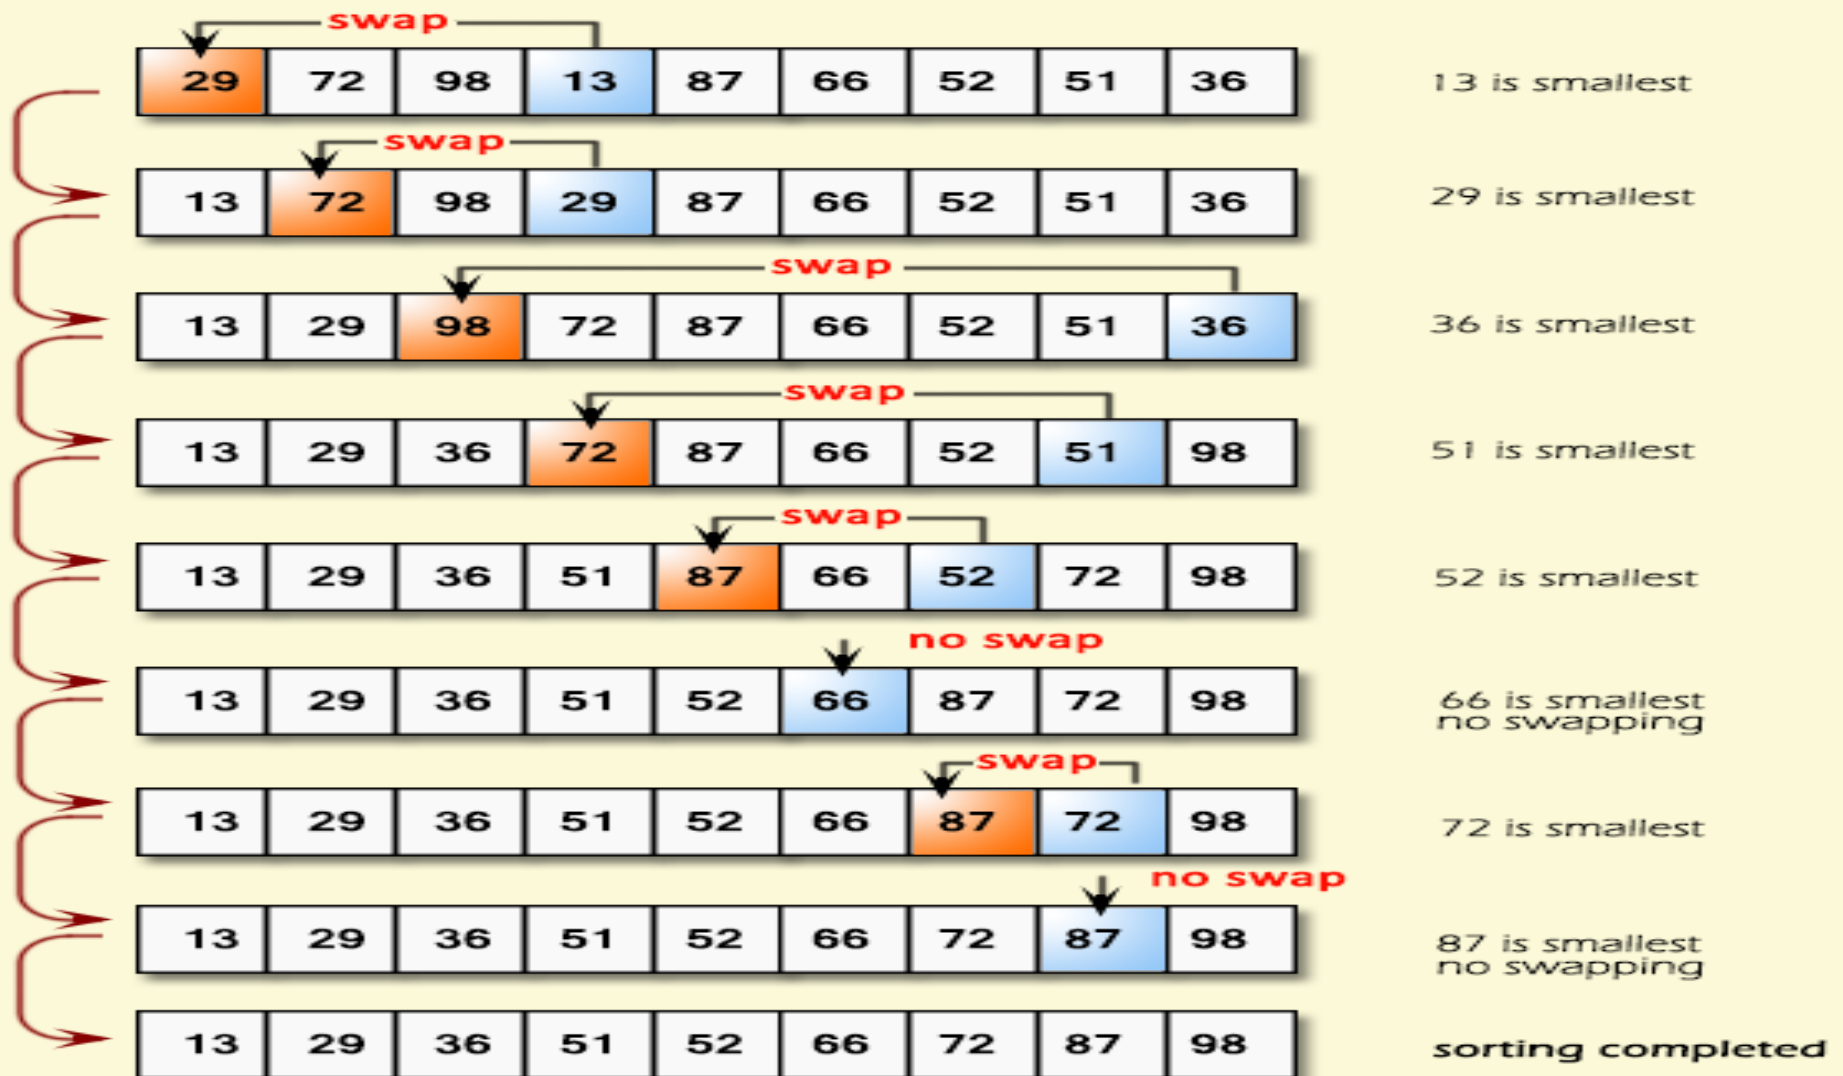 swap
29 72 98 13 87 66 52 51 36 13 is smallest
swap
13 72 98 29 87 66 52 51 36 29 is smallest
swap
13 29 98 72 87 66 52 51 36 36 is smallest
swap
13 29 36 72 87 66 52 51 98 51 is smallest
swap
13 29 36 51 87 66 52 72 98 52 is smallest
no swap
13 29 36 51 52 66 87 72 98 66 is smallest
no swapping
swap
13 29 36 51 52 66 87 72 98 72 is smallest
no swap
13 29 36 51 52 66 72 87 98 87 is smallest
no swapping
13 29 36 51 52 66 72 87 98 sorting completed